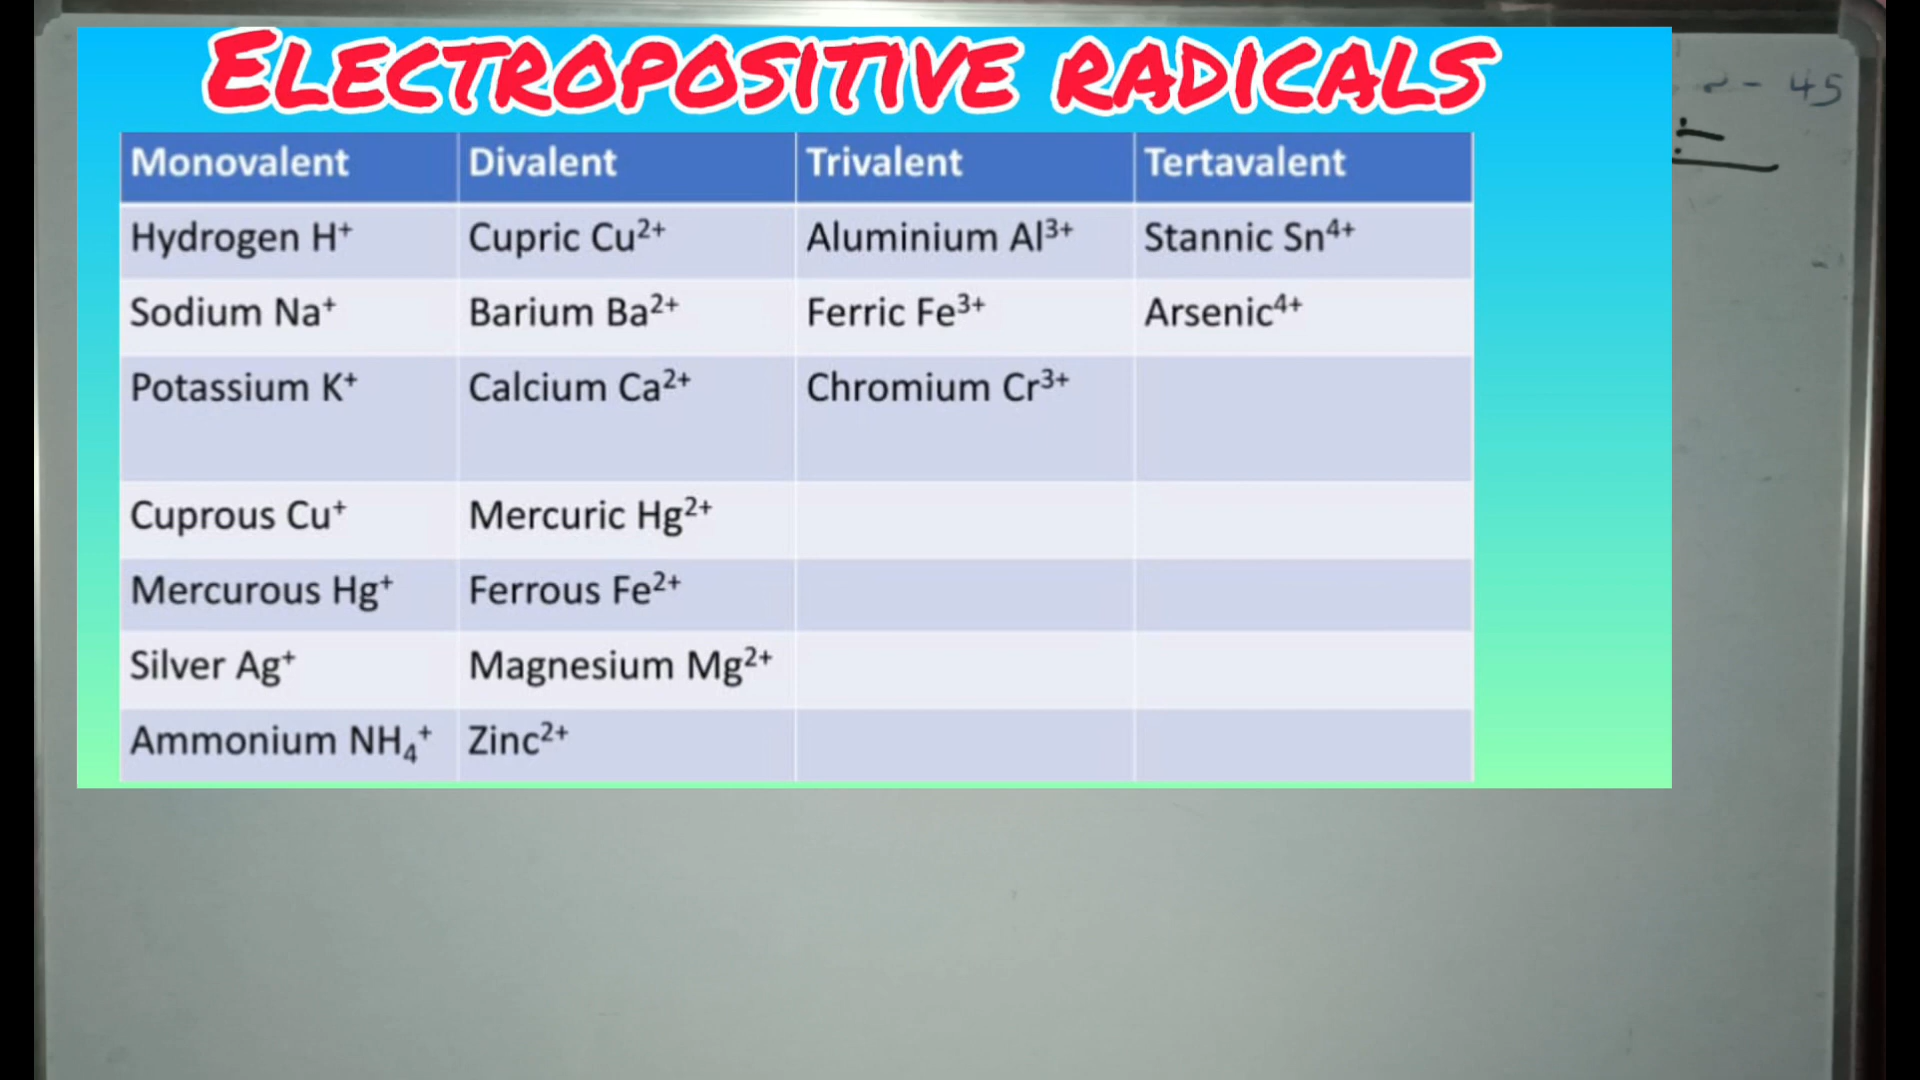 ELECTROPOSITIVE RADICALS
~ - 45
Monovalent Divalent Trivalent Tertavalent
Hydrogen H⁺ Cupric Cu²⁺ Aluminium Al³⁺ Stannic Sn⁴⁺
Sodium Na⁺ Barium Ba²⁺ Ferric Fe³⁺ Arsenic⁴⁺
Potassium K⁺ Calcium Ca²⁺ Chromium Cr³⁺
Cuprous Cu⁺ Mercuric Hg²⁺
Mercurous Hg⁺ Ferrous Fe²⁺
Silver Ag⁺ Magnesium Mg²⁺
Ammonium NH₄⁺ Zinc²⁺